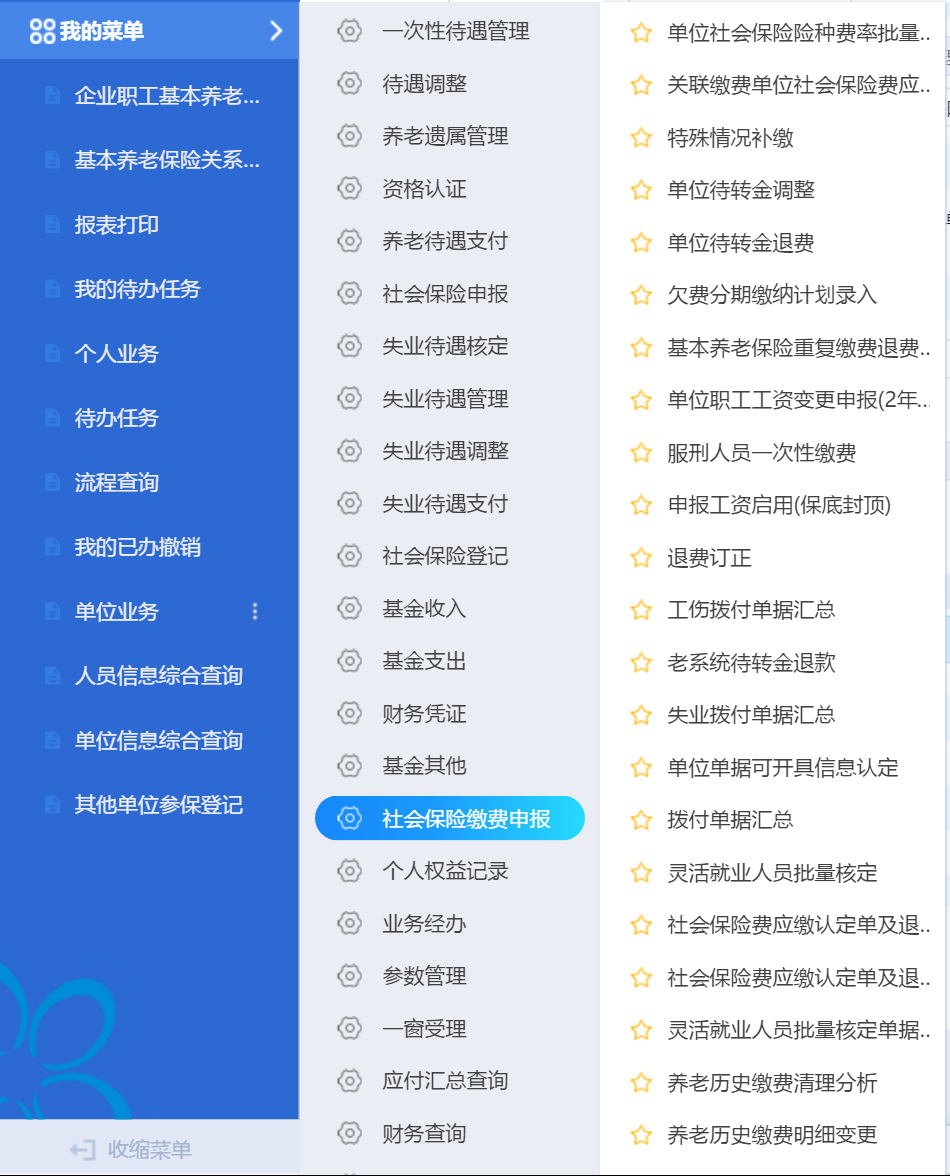 我的菜单
企业职工基本养老...
基本养老保险关系...
报表打印
我的待办任务
个人业务
待办任务
流程查询
我的已办撤销
单位业务
人员信息综合查询
单位信息综合查询
其他单位参保登记
收缩菜单
一次性待遇管理
待遇调整
养老遗属管理
资格认证
养老待遇支付
社会保险申报
失业待遇核定
失业待遇管理
失业待遇调整
失业待遇支付
社会保险登记
基金收入
基金支出
财务凭证
基金其他
社会保险缴费申报
个人权益记录
业务经办
参数管理
一窗受理
应付汇总查询
财务查询
单位社会保险险种费率批量..
关联缴费单位社会保险费应..
特殊情况补缴
单位待转金调整
单位待转金退费
欠费分期缴纳计划录入
基本养老保险重复缴费退费..
单位职工工资变更申报(2年..
服刑人员一次性缴费
申报工资启用(保底封顶)
退费订正
工伤拨付单据汇总
老系统待转金退款
失业拨付单据汇总
单位单据可开具信息认定
拨付单据汇总
灵活就业人员批量核定
社会保险费应缴认定单及退..
社会保险费应缴认定单及退..
灵活就业人员批量核定单据..
养老历史缴费清理分析
养老历史缴费明细变更